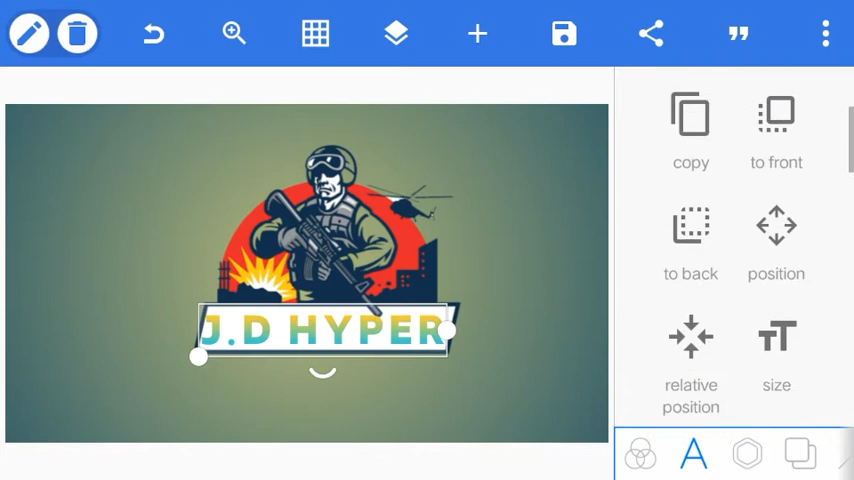 copy
to front
to back
position
relative
position
size
J.D HYPER